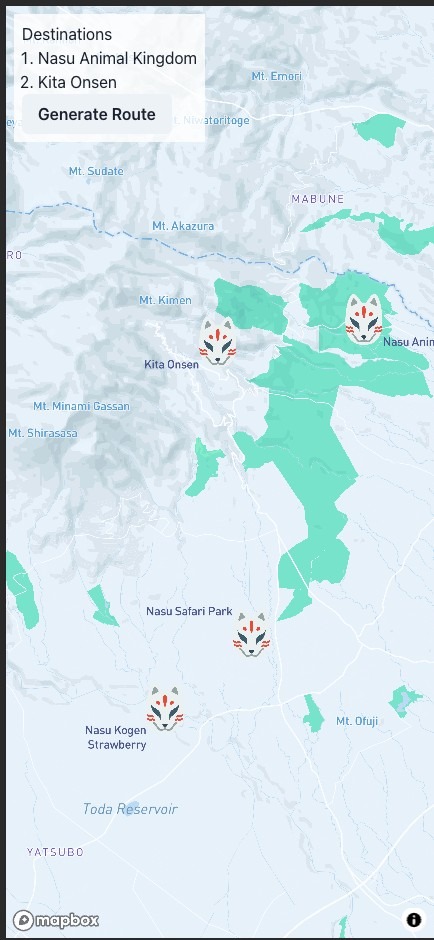 Destinations
1. Nasu Animal Kingdom
2. Kita Onsen
Generate Route
Mt. Emori
Niwatoritoge
Mt. Sudate
MABUNE
Mt. Akazura
RO
Mt. Kimen
Nasu Anim
Kita Onsen
Mt. Minami Gassan
Mt. Shirasasa
Nasu Safari Park
Nasu Kogen
Strawberry
Mt. Ofuji
Toda Reservoir
YATSUBO
mapbox